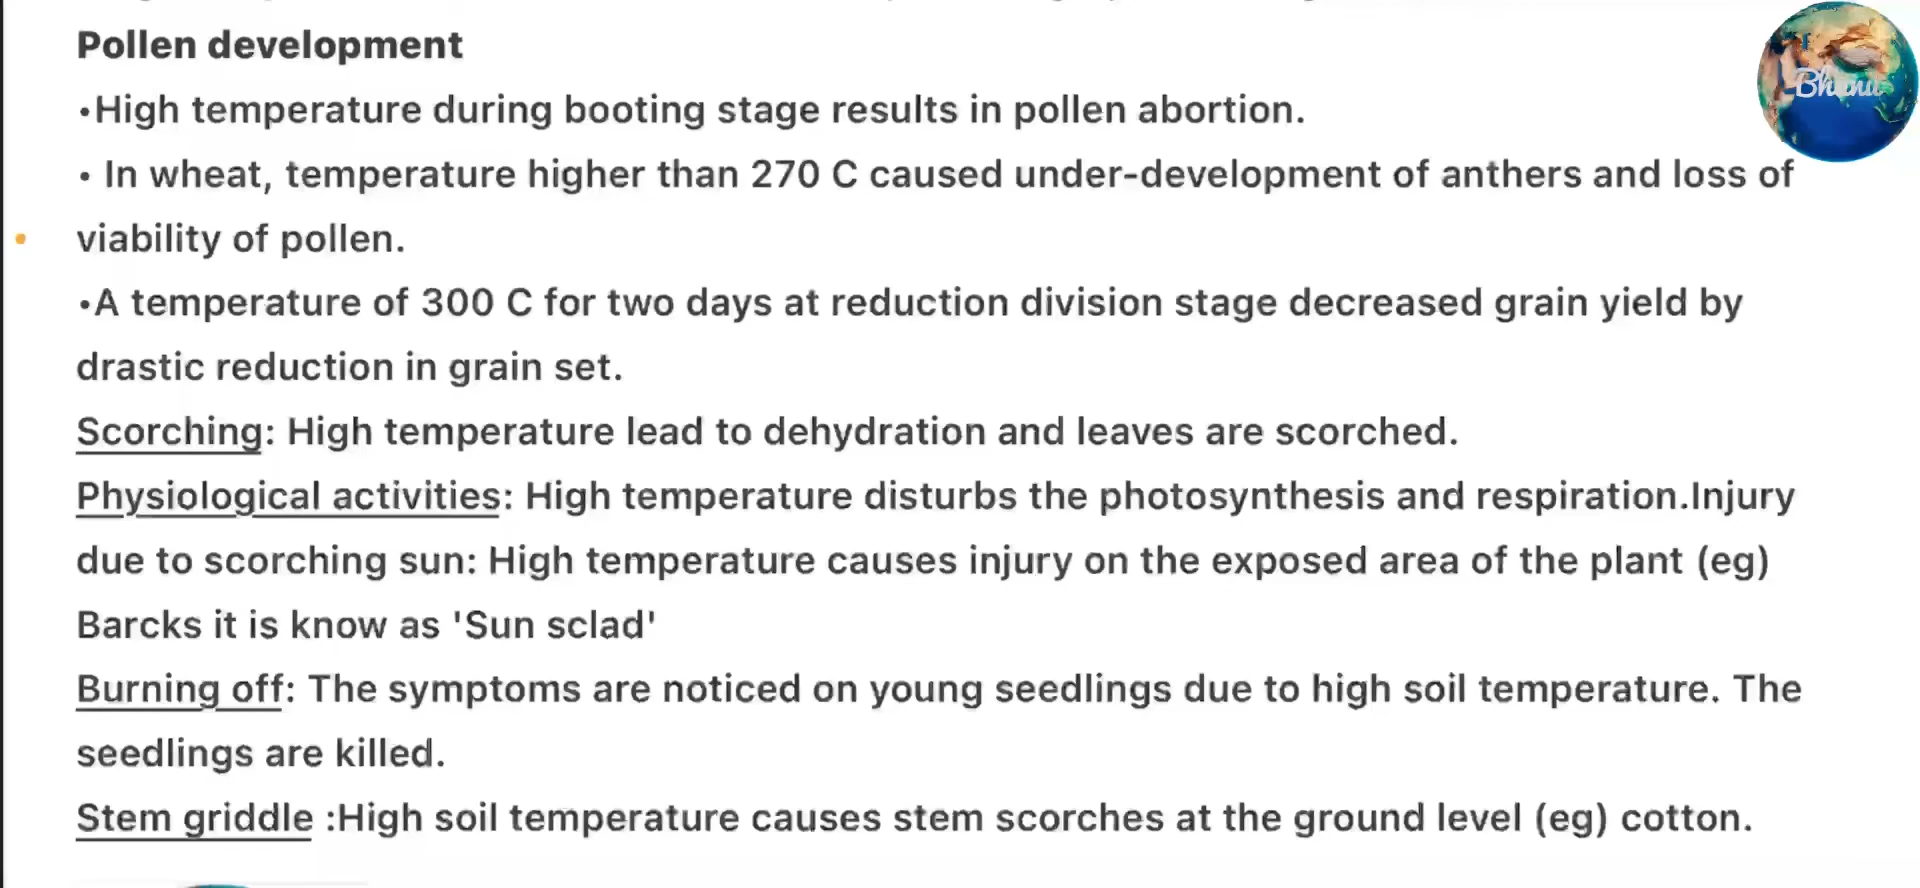 Pollen development
•High temperature during booting stage results in pollen abortion.
• In wheat, temperature higher than 270 C caused under-development of anthers and loss of
viability of pollen.
•A temperature of 300 C for two days at reduction division stage decreased grain yield by
drastic reduction in grain set.
Scorching: High temperature lead to dehydration and leaves are scorched.
Physiological activities: High temperature disturbs the photosynthesis and respiration.Injury
due to scorching sun: High temperature causes injury on the exposed area of the plant (eg)
Barcks it is know as 'Sun sclad'
Burning off: The symptoms are noticed on young seedlings due to high soil temperature. The
seedlings are killed.
Stem griddle :High soil temperature causes stem scorches at the ground level (eg) cotton.